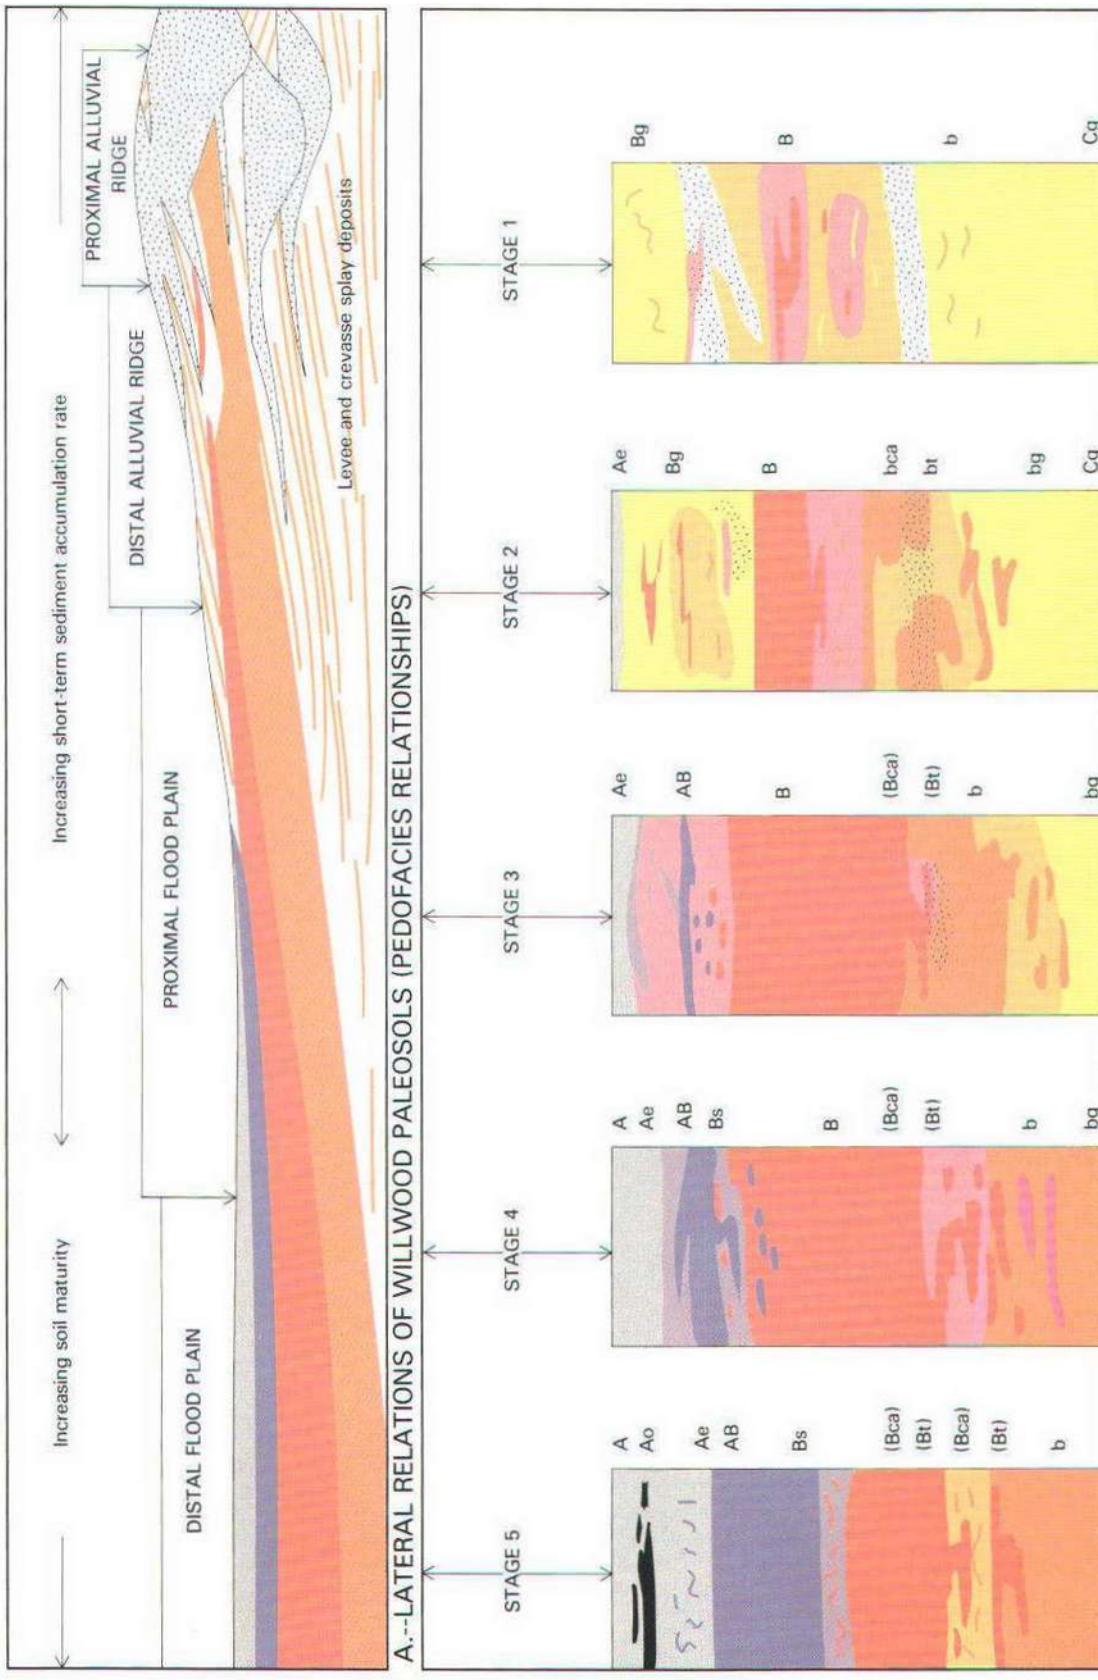 Increasing soil maturity
Increasing short-term sediment accumulation rate
DISTAL FLOOD PLAIN
PROXIMAL FLOOD PLAIN
DISTAL ALLUVIAL RIDGE
PROXIMAL ALLUVIAL
RIDGE
Levee and crevasse splay deposits
A.--LATERAL RELATIONS OF WILLWOOD PALEOSOLS (PEDOFACIES RELATIONSHIPS)
STAGE 5
A
Ao
Ae
AB
Bs
(Bca)
(Bt)
(Bca)
(Bt)
b
STAGE 4
A
Ae
AB
Bs
B
(Bca)
(Bt)
b
bg
STAGE 3
Ae
AB
B
(Bca)
(Bt)
b
bg
STAGE 2
Ae
Bg
B
bca
bt
bg
Cg
STAGE 1
Bg
B
b
Cg